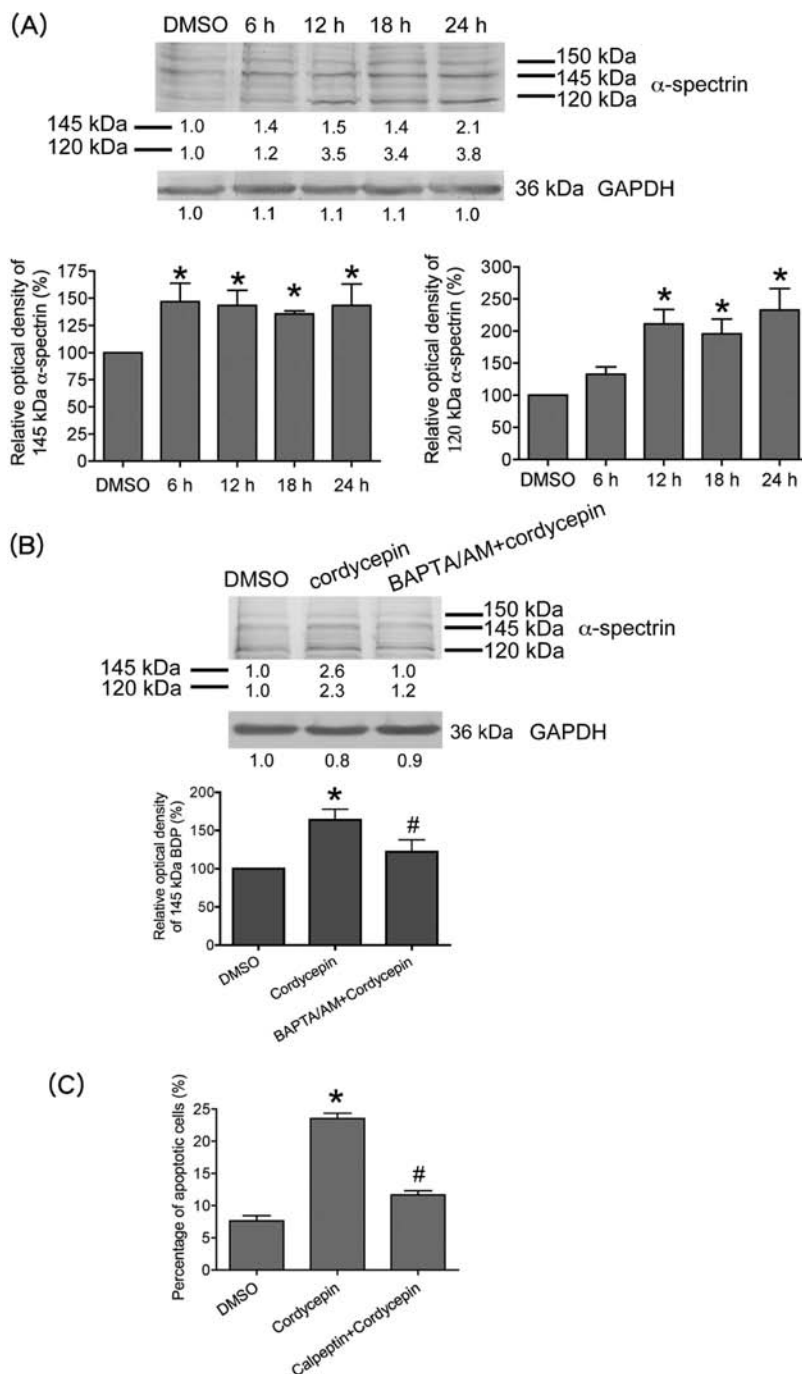 (A)
DMSO 6 h 12 h 18 h 24 h
150 kDa
145 kDa α-spectrin
120 kDa
145 kDa 1.0 1.4 1.5 1.4 2.1
120 kDa 1.0 1.2 3.5 3.4 3.8
36 kDa GAPDH
1.0 1.1 1.1 1.1 1.0
Relative optical density of
145 kDa α-spectrin (%)
175
150
125
100
75
50
25
0
* * * *
DMSO 6 h 12 h 18 h 24 h
Relative optical density of
120 kDa α-spectrin (%)
300
250
200
150
100
50
0
* * *
DMSO 6 h 12 h 18 h 24 h
(B)
DMSO cordycepin BAPTA/AM+cordycepin
150 kDa
145 kDa α-spectrin
120 kDa
145 kDa 1.0 2.6 1.0
120 kDa 1.0 2.3 1.2
36 kDa GAPDH
1.0 0.8 0.9
Relative optical density
of 145 kDa BDP (%)
200
150
100
50
0
* #
DMSO Cordycepin BAPTA/AM+Cordycepin
(C)
Percentage of apoptotic cells (%)
25
20
15
10
5
0
* #
DMSO Cordycepin Calpeptin+Cordycepin